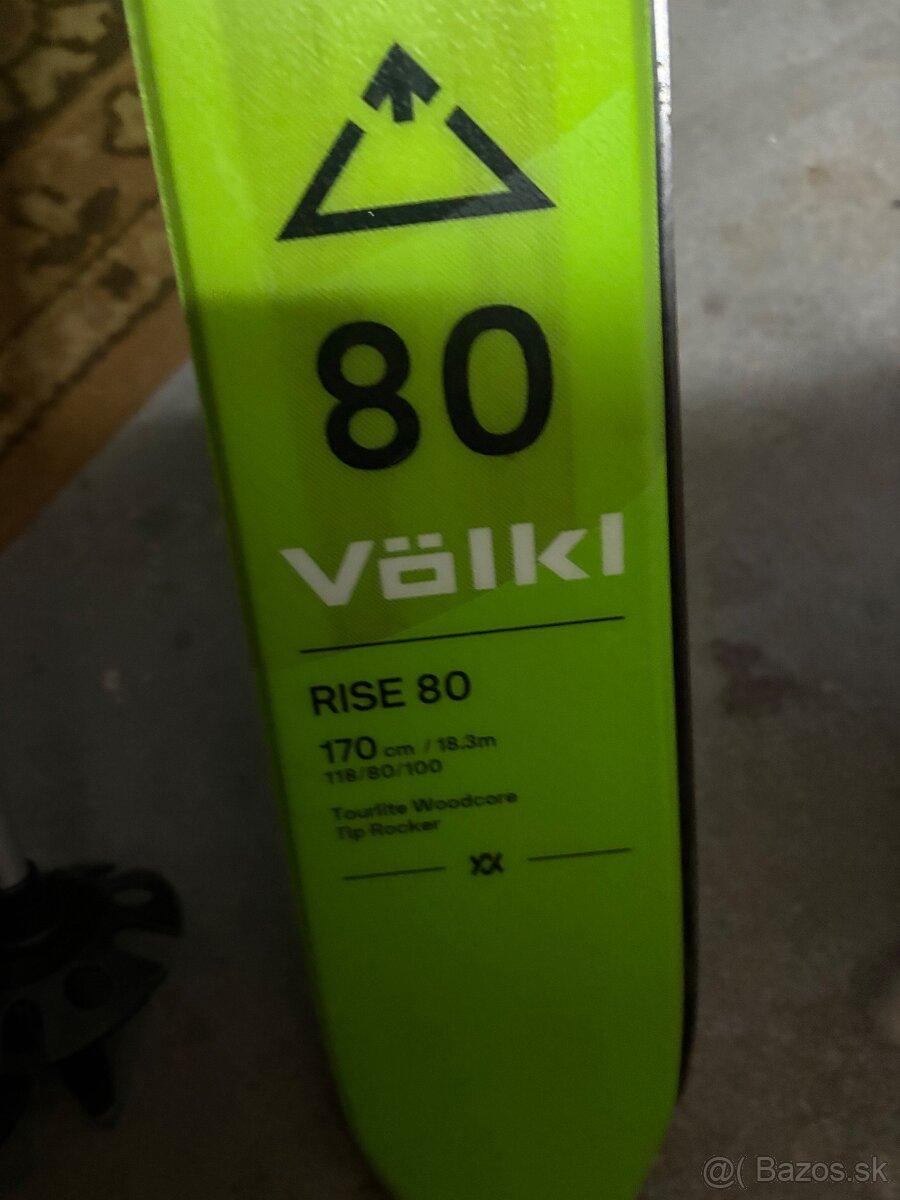 80
Völkl
RISE 80
170 cm / 18.3m
118/80/100
Tourlite Woodcore
Tip Rocker
@( Bazos.sk